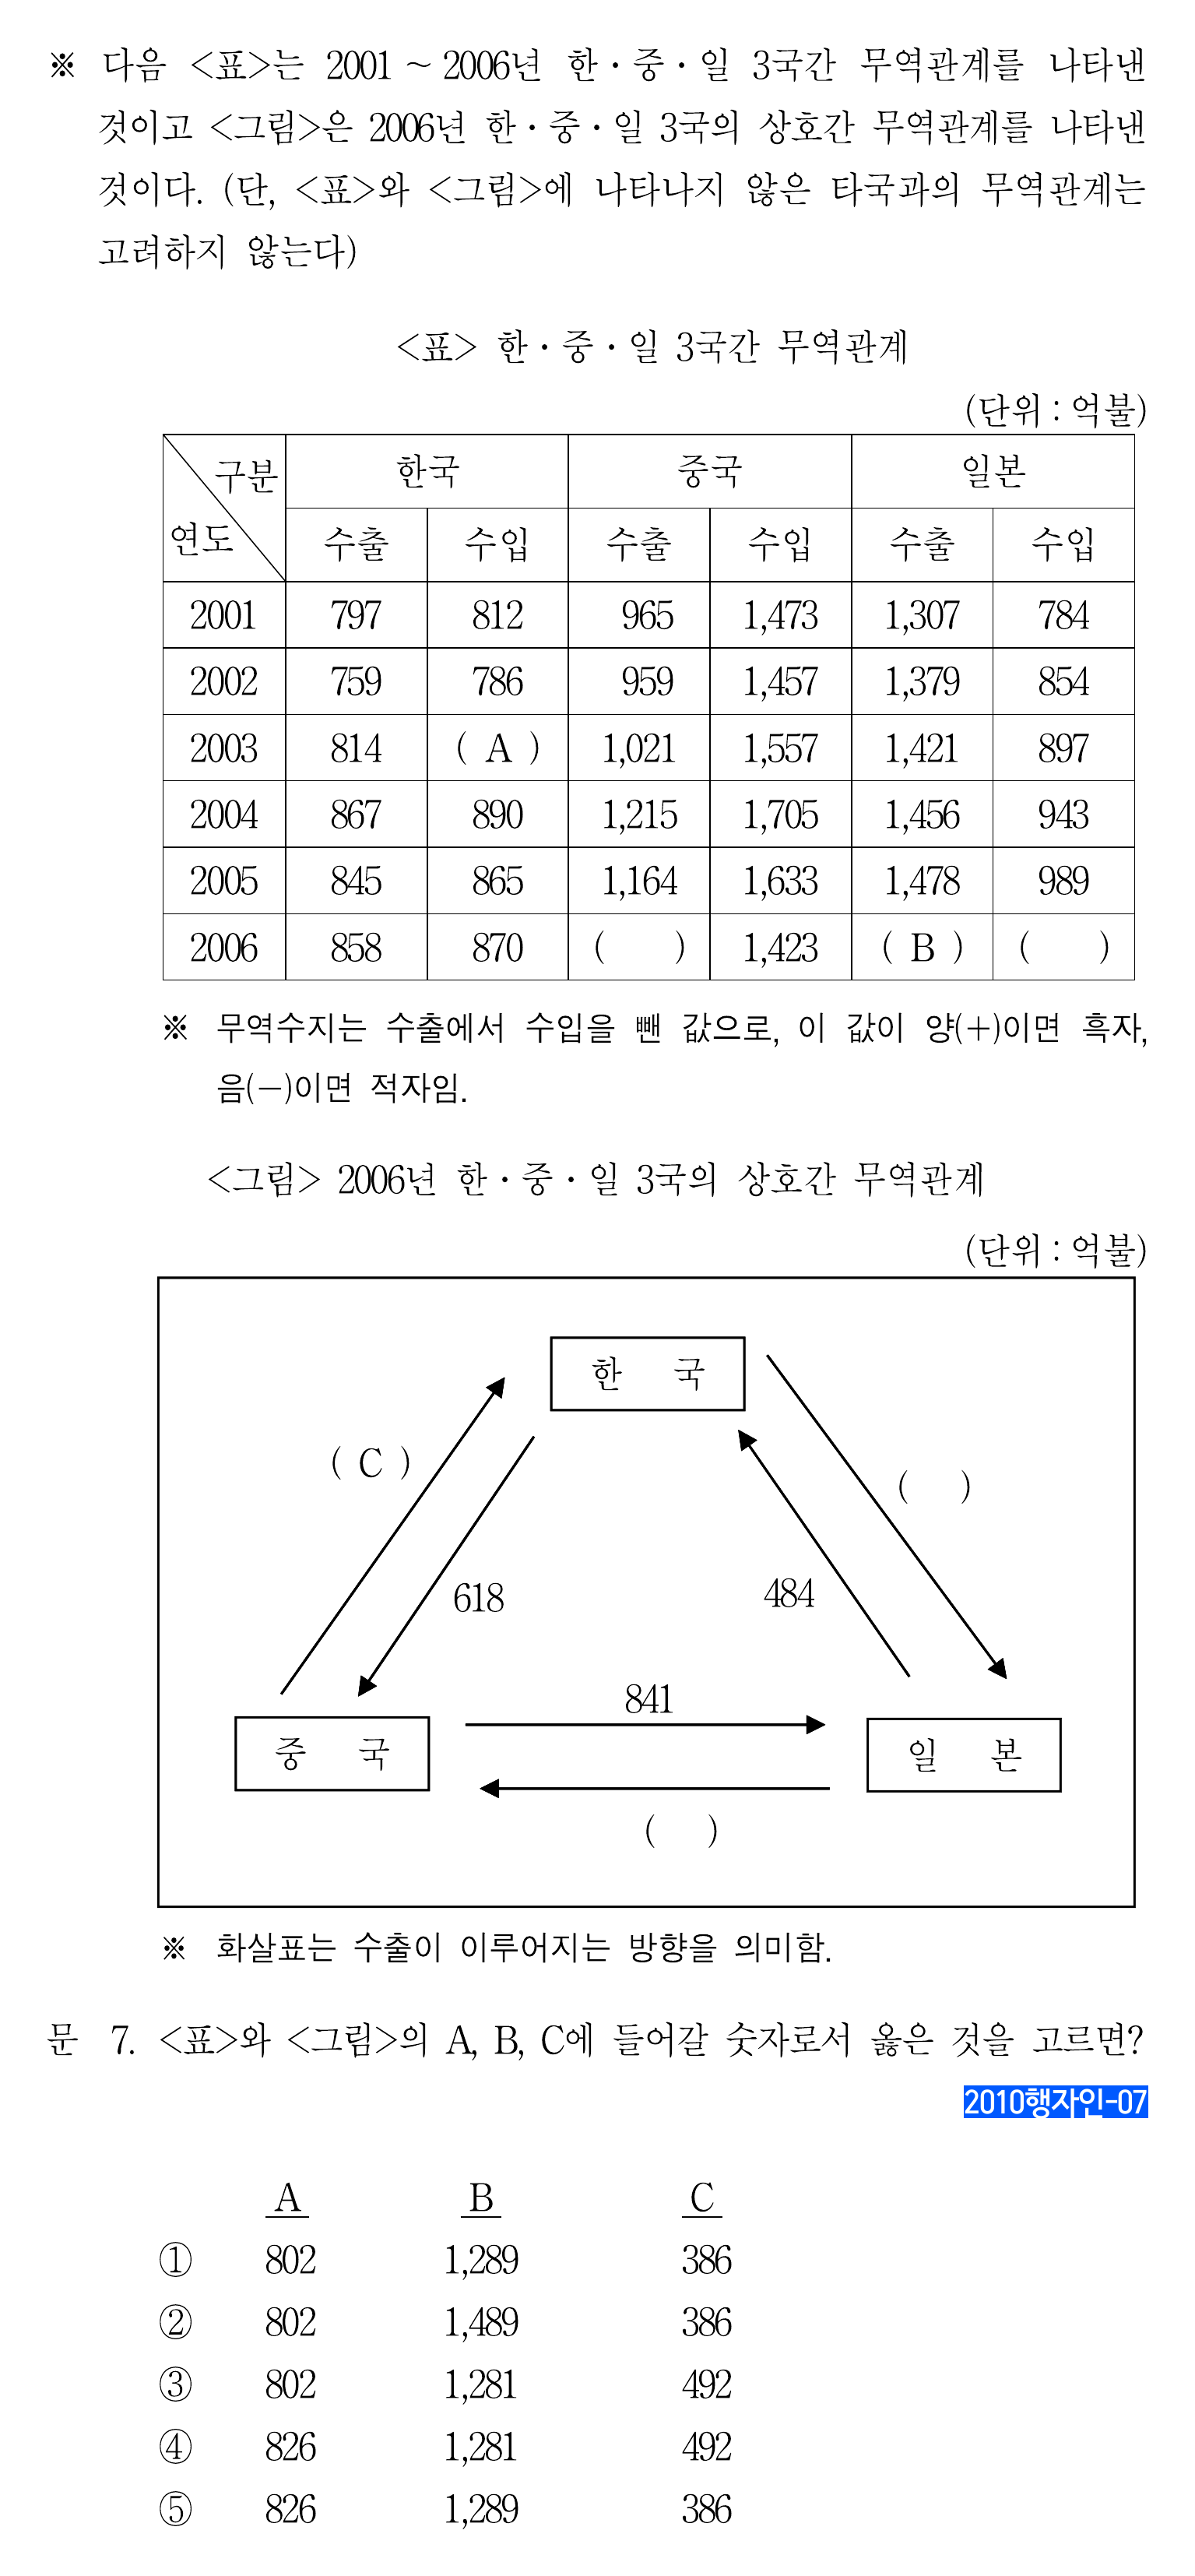 ※ 다음 <표>는 2001 ~ 2006년 한·중·일 3국간 무역관계를 나타낸
것이고 <그림>은 2006년 한·중·일 3국의 상호간 무역관계를 나타낸
것이다. (단, <표>와 <그림>에 나타나지 않은 타국과의 무역관계는
고려하지 않는다)
<표> 한·중·일 3국간 무역관계
(단위 : 억불)
구분 한국 중국 일본
연도 수출 수입 수출 수입 수출 수입
2001 797 812 965 1,473 1,307 784
2002 759 786 959 1,457 1,379 854
2003 814 ( A ) 1,021 1,557 1,421 897
2004 867 890 1,215 1,705 1,456 943
2005 845 865 1,164 1,633 1,478 989
2006 858 870 ( ) 1,423 ( B ) ( )
※ 무역수지는 수출에서 수입을 뺀 값으로, 이 값이 양(+)이면 흑자,
음(-)이면 적자임.
<그림> 2006년 한·중·일 3국의 상호간 무역관계
(단위 : 억불)
한 국
( C )
( )
618
484
841
중 국
일 본
( )
※ 화살표는 수출이 이루어지는 방향을 의미함.
문 7. <표>와 <그림>의 A, B, C에 들어갈 숫자로서 옳은 것을 고르면?
2010행자인-07
A B C
① 802 1,289 386
② 802 1,489 386
③ 802 1,281 492
④ 826 1,281 492
⑤ 826 1,289 386